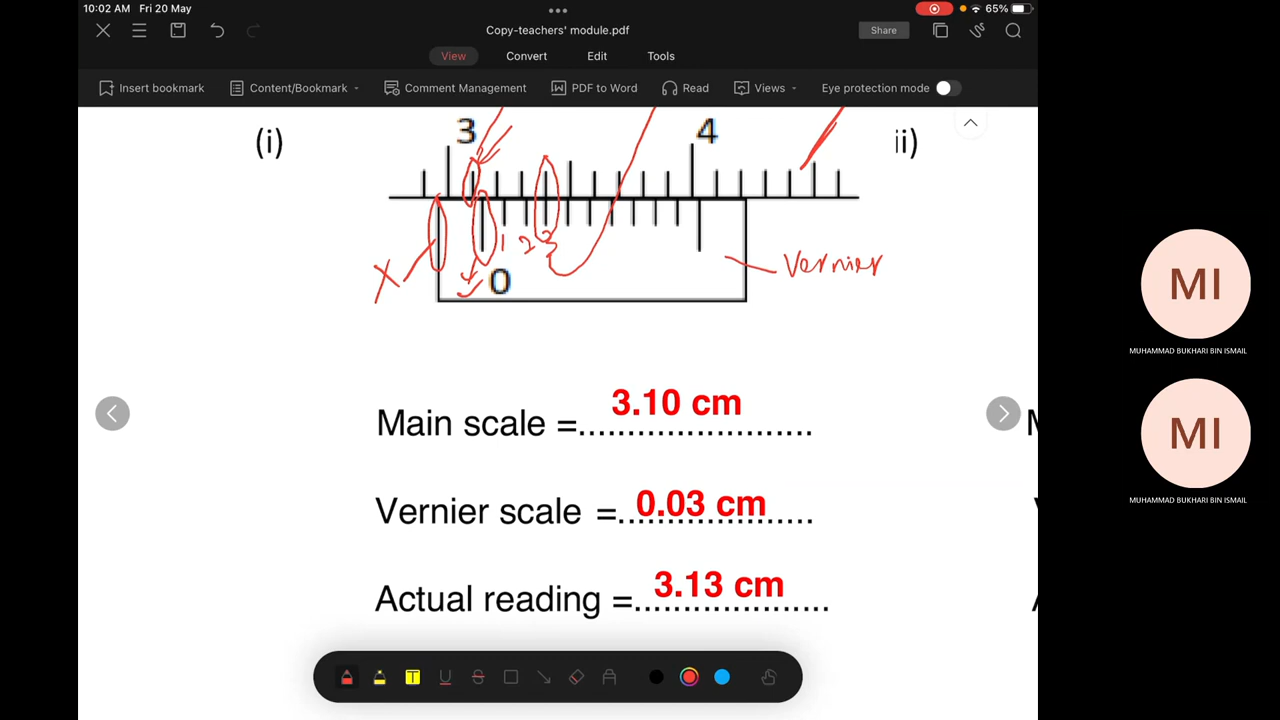 10:02 AM Fri 20 May
65%
Copy-teachers' module.pdf
Share
View Convert Edit Tools
Insert bookmark Content/Bookmark Comment Management PDF to Word Read Views Eye protection mode
(i) 3 4 ii)
1 2 3
X 0 Vernier
Main scale =....................... 3.10 cm
Vernier scale =................... 0.03 cm
Actual reading =................... 3.13 cm
MI
MUHAMMAD BUKHARI BIN ISMAIL
MI
MUHAMMAD BUKHARI BIN ISMAIL